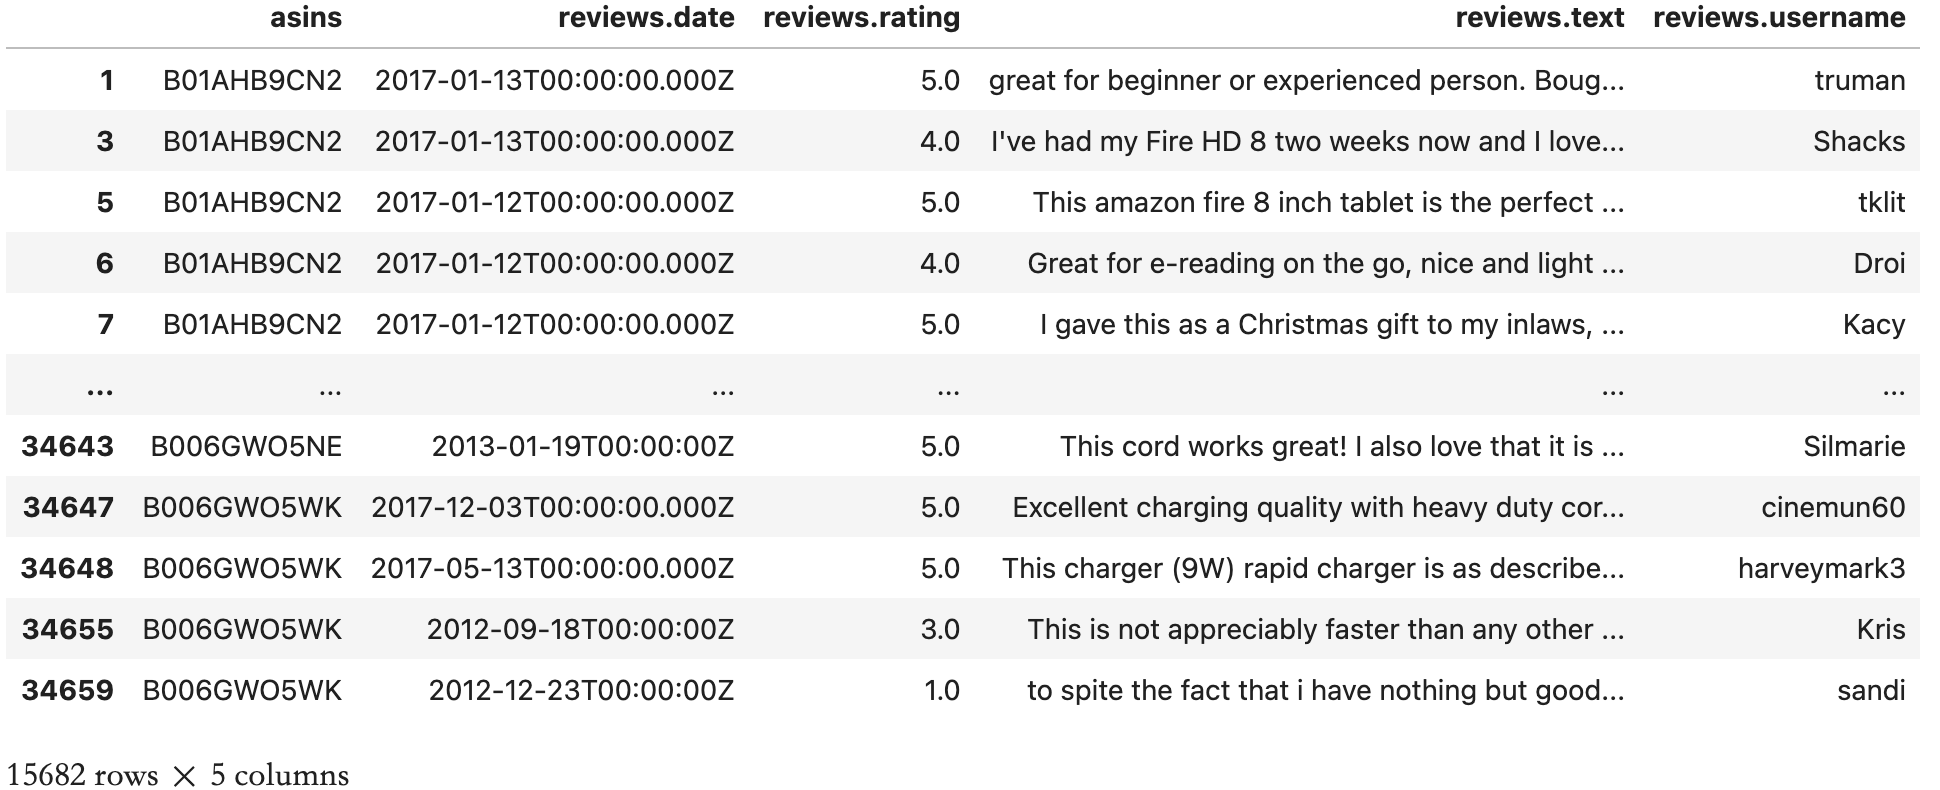 asins reviews.date reviews.rating reviews.text reviews.username
1 B01AHB9CN2 2017-01-13T00:00:00.000Z 5.0 great for beginner or experienced person. Boug... truman
3 B01AHB9CN2 2017-01-13T00:00:00.000Z 4.0 I've had my Fire HD 8 two weeks now and I love... Shacks
5 B01AHB9CN2 2017-01-12T00:00:00.000Z 5.0 This amazon fire 8 inch tablet is the perfect ... tklit
6 B01AHB9CN2 2017-01-12T00:00:00.000Z 4.0 Great for e-reading on the go, nice and light ... Droi
7 B01AHB9CN2 2017-01-12T00:00:00.000Z 5.0 I gave this as a Christmas gift to my inlaws, ... Kacy
... ... ... ... ... ...
34643 B006GWO5NE 2013-01-19T00:00:00Z 5.0 This cord works great! I also love that it is ... Silmarie
34647 B006GWO5WK 2017-12-03T00:00:00.000Z 5.0 Excellent charging quality with heavy duty cor... cinemun60
34648 B006GWO5WK 2017-05-13T00:00:00.000Z 5.0 This charger (9W) rapid charger is as describe... harveymark3
34655 B006GWO5WK 2012-09-18T00:00:00Z 3.0 This is not appreciably faster than any other ... Kris
34659 B006GWO5WK 2012-12-23T00:00:00Z 1.0 to spite the fact that i have nothing but good... sandi
15682 rows × 5 columns